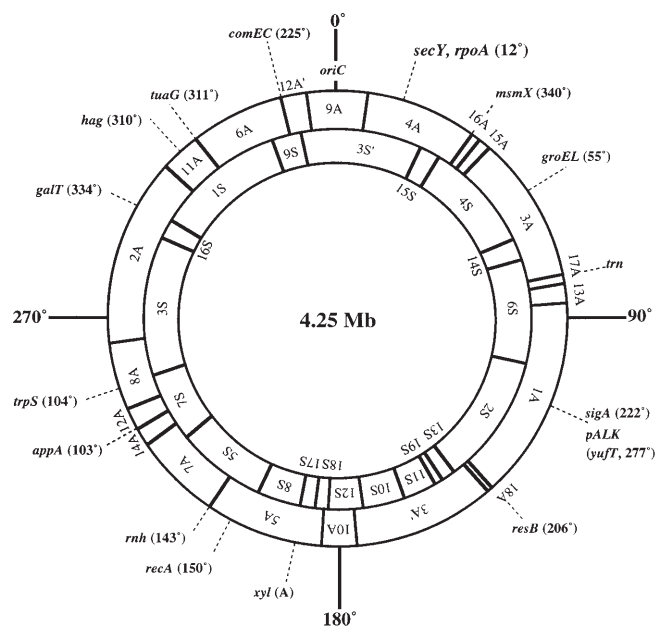 0°
comEC (225°)
secY, rpoA (12°)
oriC
12A'
tuaG (311°)
msmX (340°)
9A
16A
15A
hag (310°)
6A
4A
11A
groEL (55°)
9S
3S'
galT (334°)
1S
15S
4S
3A
2A
16S
14S
17A
trn
13A
270°
3S
4.25 Mb
6S
90°
8A
1A
trpS (104°)
7S
2S
sigA (222°)
12A
pALK
appA (103°)
14A
13S
(yufT, 277°)
19S
7A
5S
18S
17S
11S
8S
12S
10S
18A
rnh (143°)
5A
10A
3A'
resB (206°)
recA (150°)
xyl (A)
180°